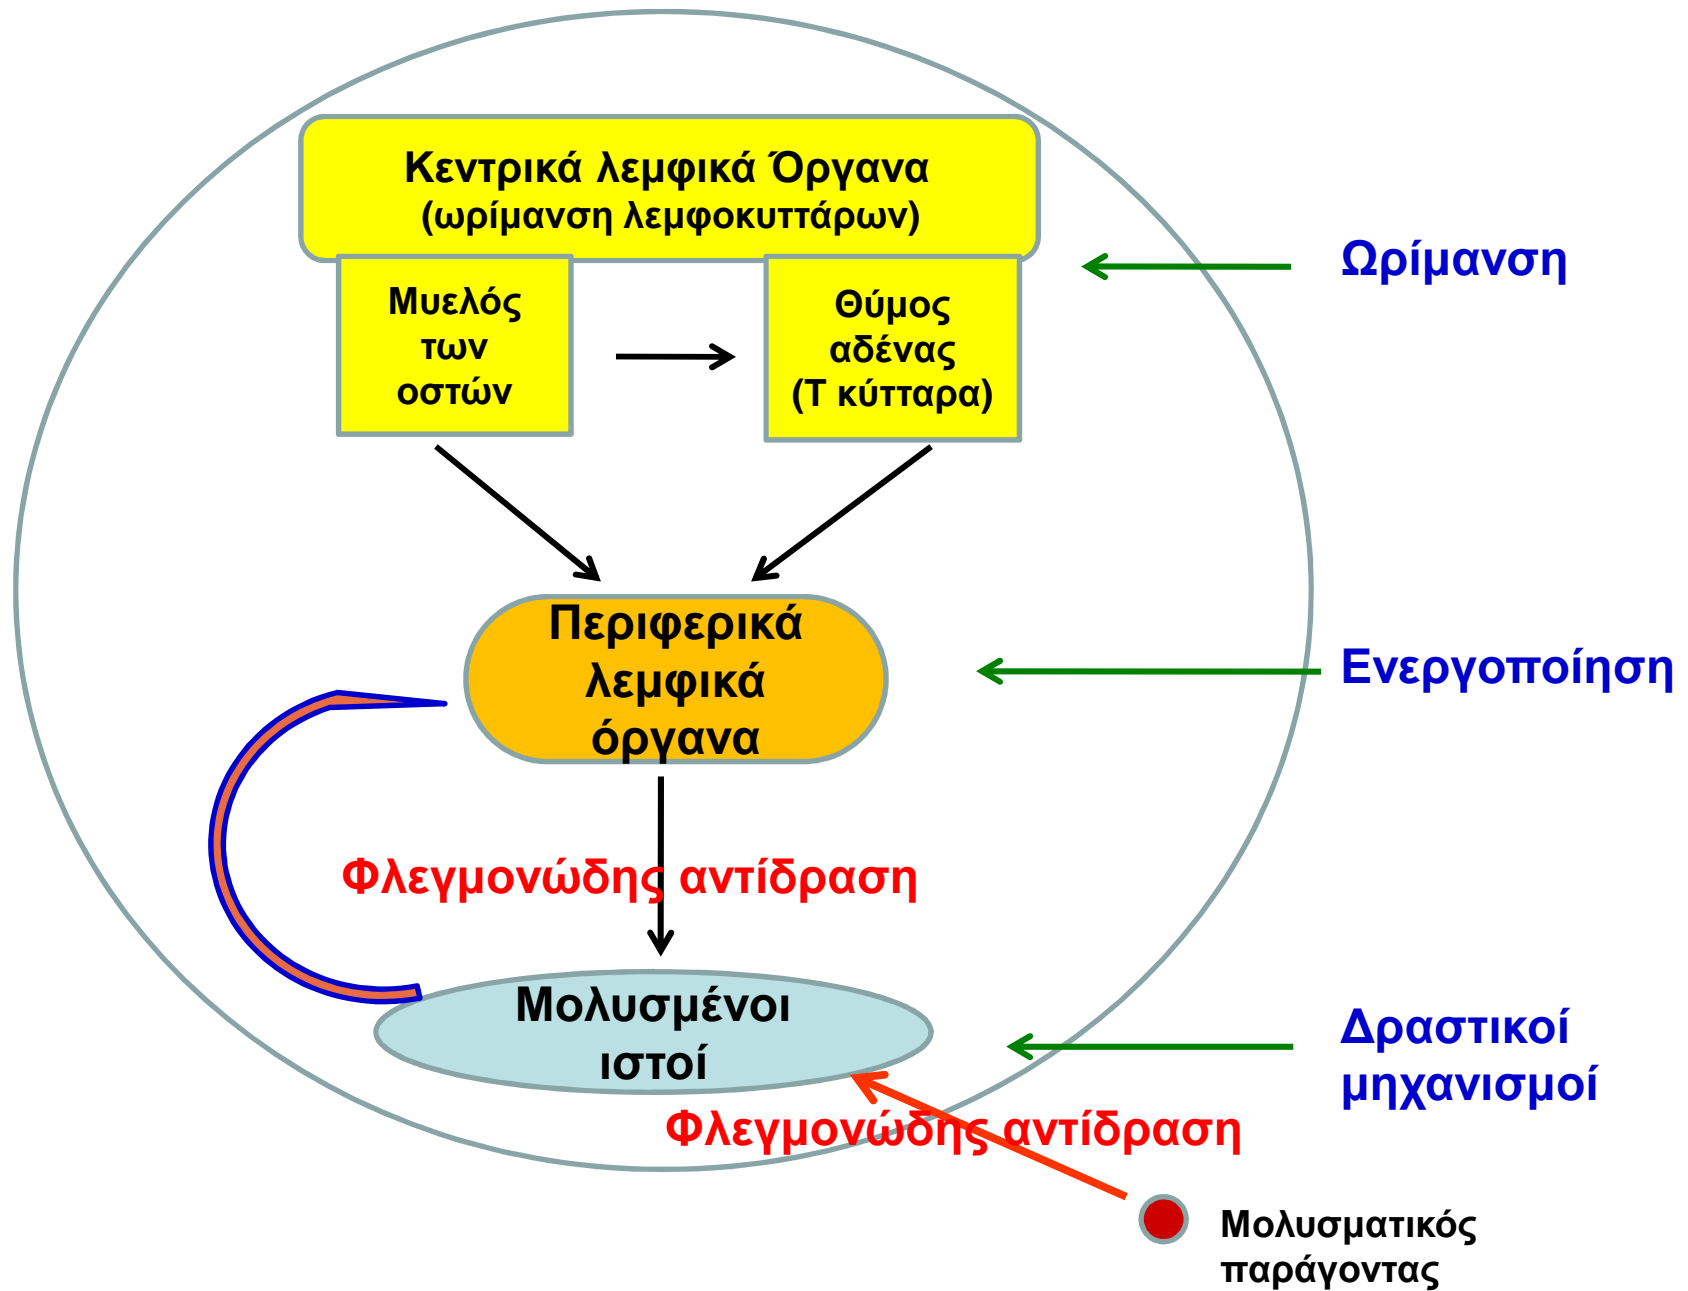 Κεντρικά λεμφικά Όργανα
(ωρίμανση λεμφοκυττάρων)
Μυελός
των
οστών
Θύμος
αδένας
(Τ κύτταρα)
Ωρίμανση
Περιφερικά
λεμφικά
όργανα
Ενεργοποίηση
Φλεγμονώδης αντίδραση
Μολυσμένοι
ιστοί
Δραστικοί
μηχανισμοί
Φλεγμονώδης αντίδραση
Μολυσματικός
παράγοντας